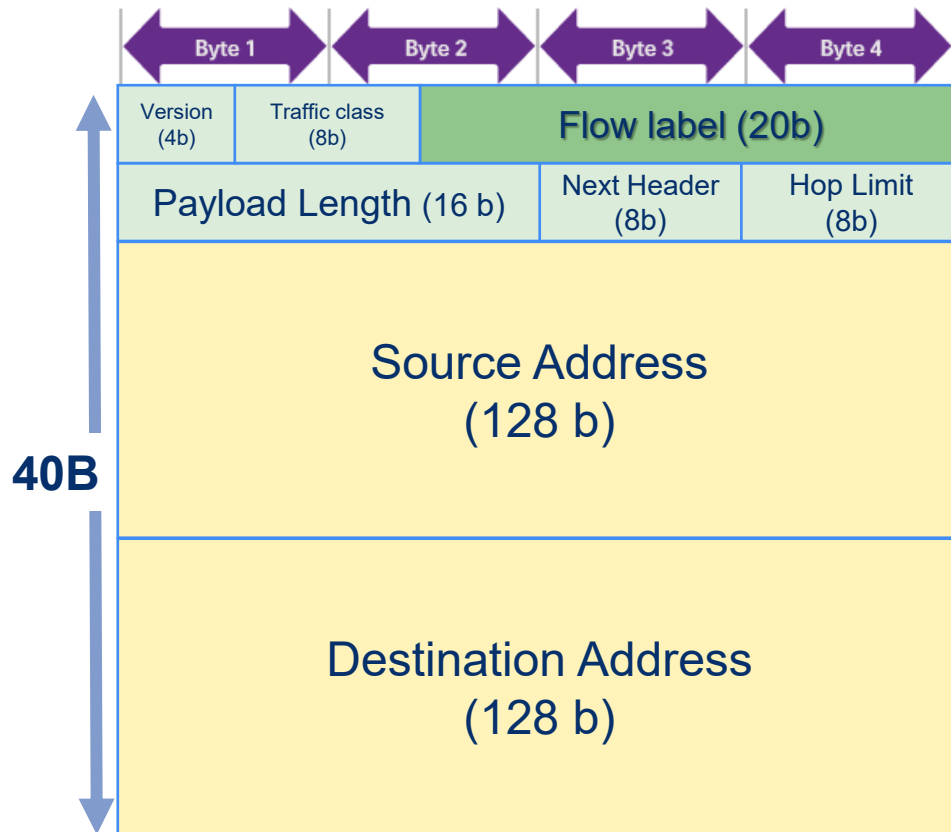 Byte 1 Byte 2 Byte 3 Byte 4
Version Traffic class Flow label (20b)
(4b) (8b)
Payload Length (16 b) Next Header Hop Limit
(8b) (8b)
Source Address
(128 b)
40B
Destination Address
(128 b)